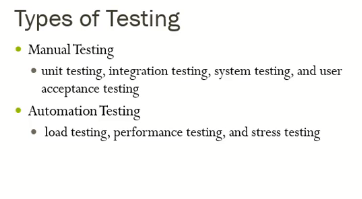 Types of Testing
Manual Testing
unit testing, integration testing, system testing, and user
acceptance testing
Automation Testing
load testing, performance testing, and stress testing